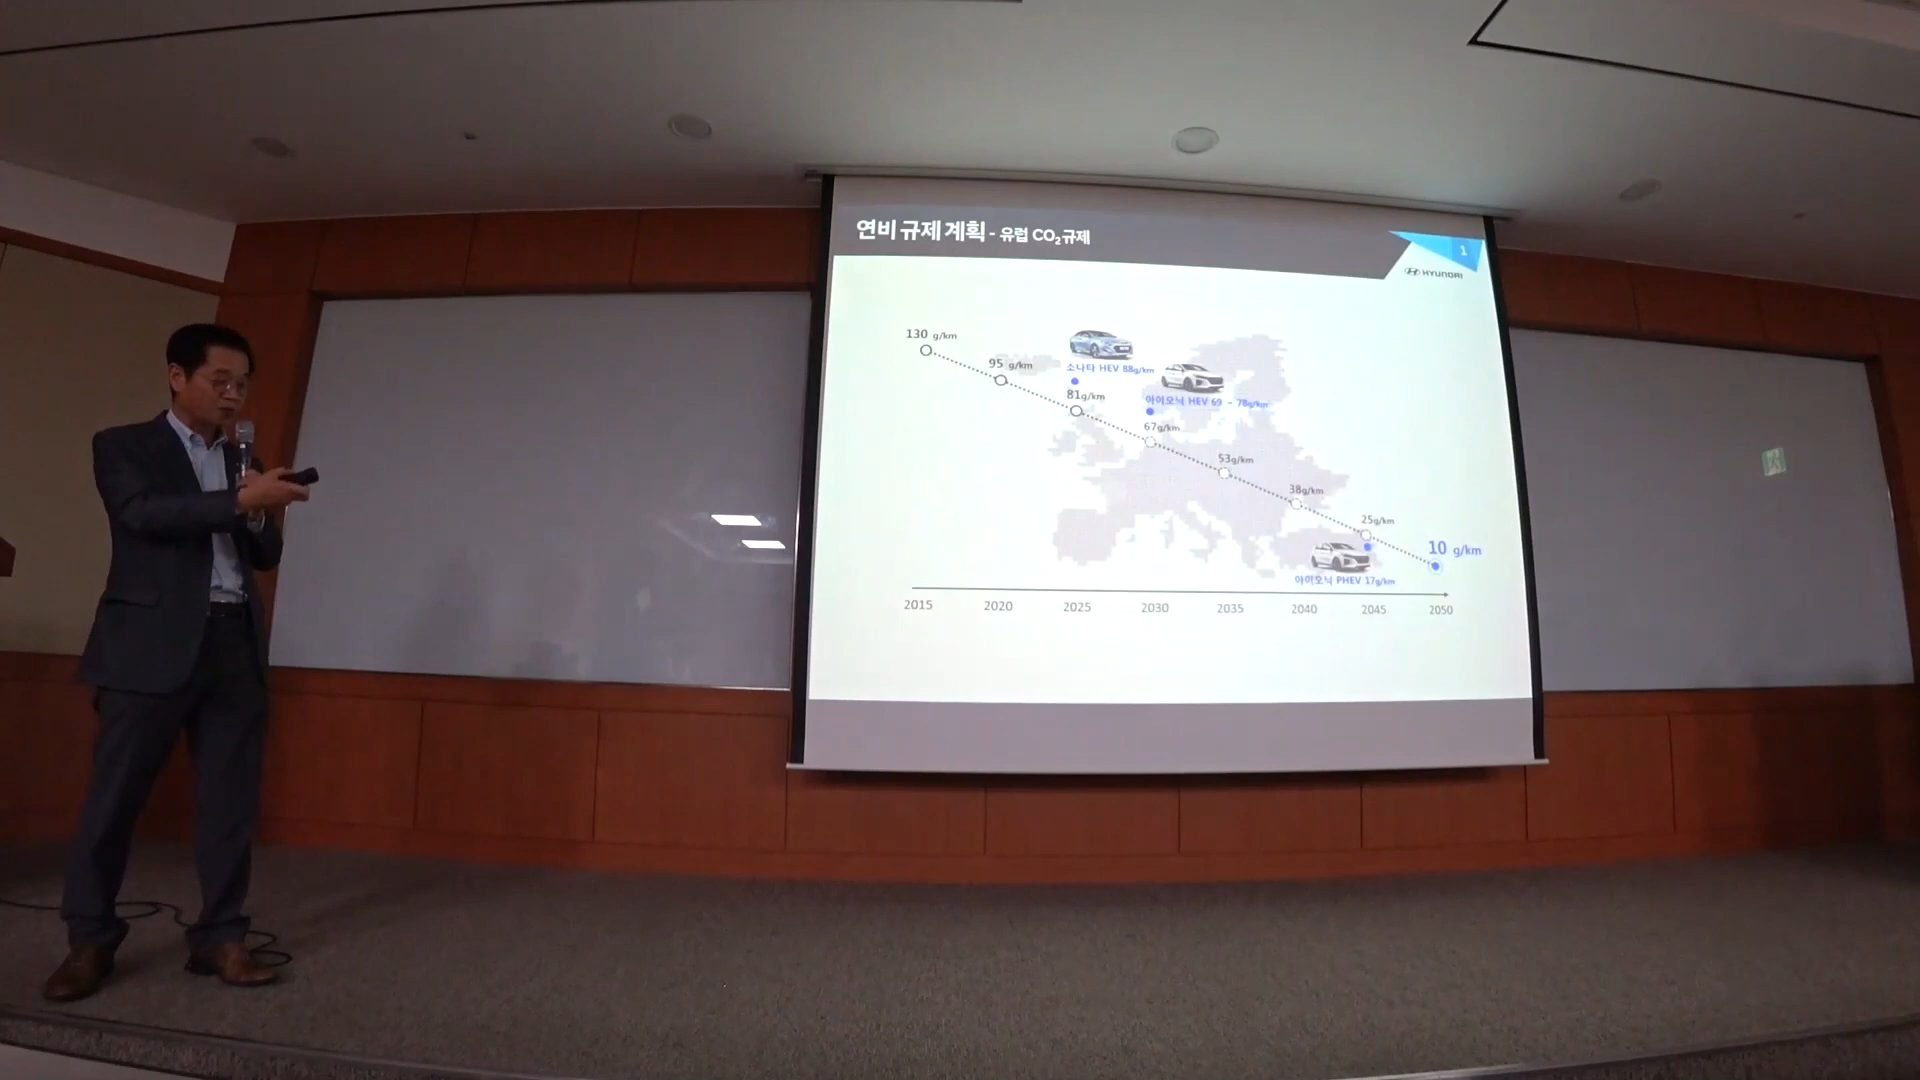 연비 규제 계획 - 유럽 CO₂규제
1
HYUNDAI
130 g/km
95 g/km
소나타 HEV 88g/km
81g/km
아이오닉 HEV 69 - 78g/km
67g/km
53g/km
38g/km
25g/km
10 g/km
아이오닉 PHEV 17g/km
2015 2020 2025 2030 2035 2040 2045 2050